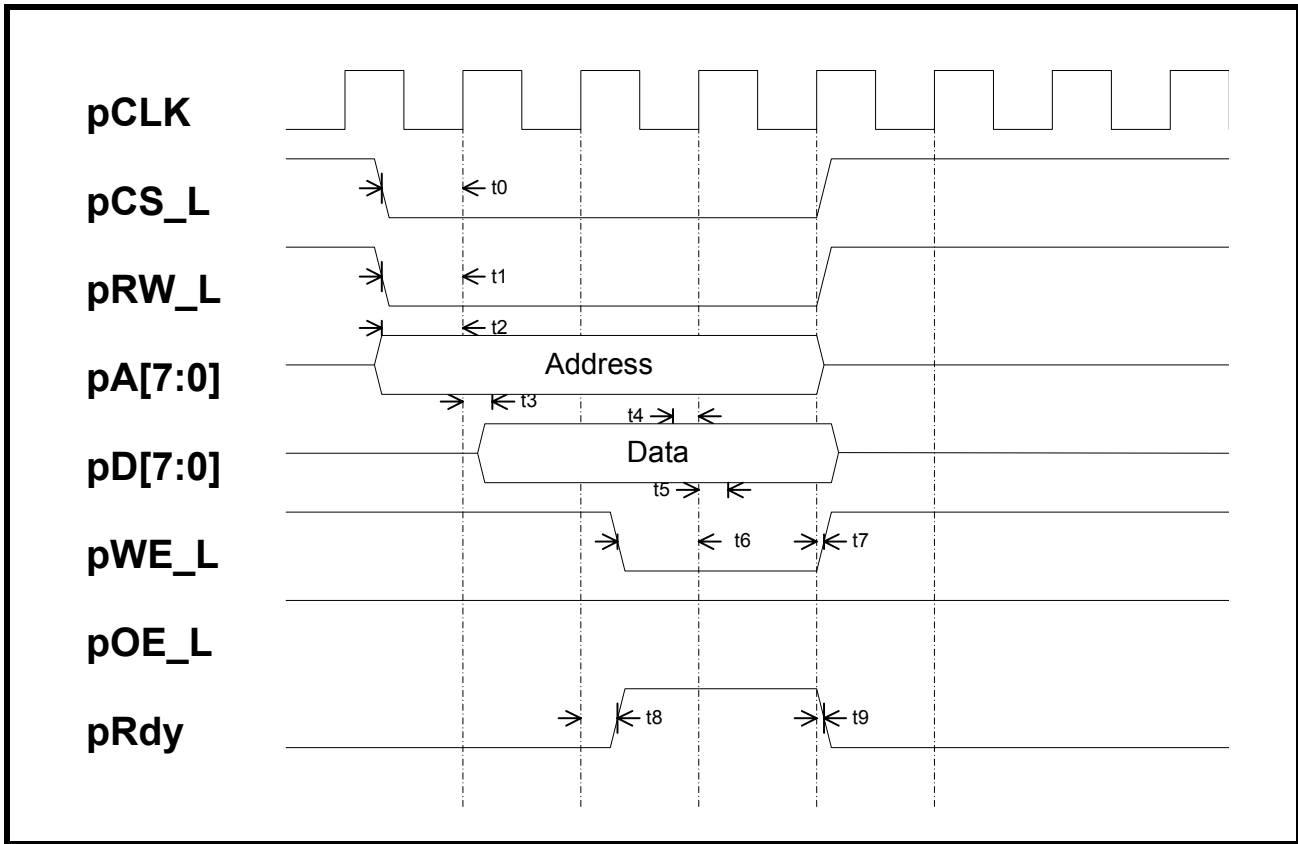 pCLK
pCS_L
t0
pRW_L
t1
t2
pA[7:0]
Address
t3
t4
pD[7:0]
Data
t5
pWE_L
t6
t7
pOE_L
pRdy
t8
t9